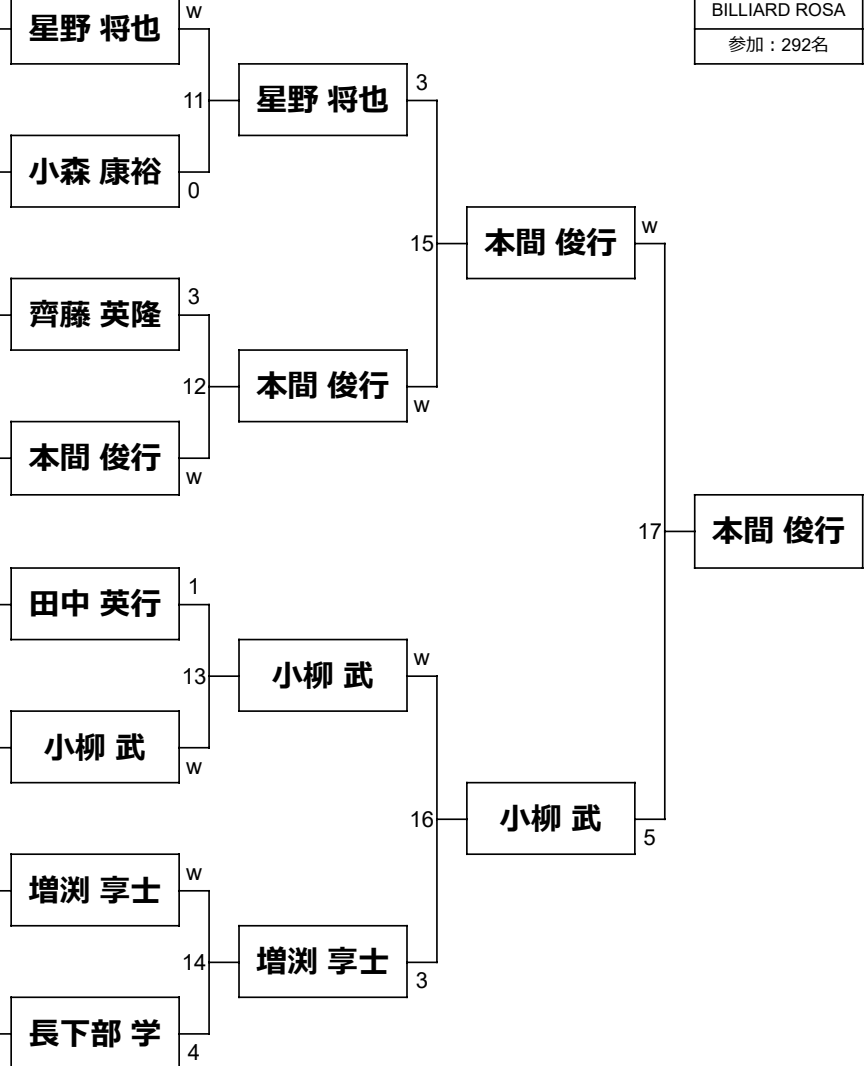 BILLIARD ROSA
参加：292名
星野 将也
w
11
小森 康裕
0
星野 将也
3
齊藤 英隆
3
12
本間 俊行
w
本間 俊行
w
15
本間 俊行
w
田中 英行
1
13
小柳 武
w
小柳 武
w
増渕 享士
w
14
長下部 学
4
増渕 享士
3
16
小柳 武
5
17
本間 俊行